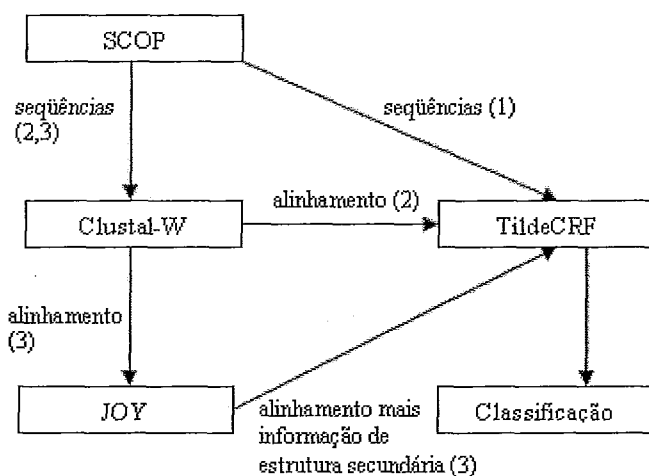 SCOP
seqüências
(2,3)
seqüências (1)
Clustal-W
alinhamento (2)
TildeCRF
alinhamento
(3)
JOY
alinhamento mais
informação de
estrutura secundária (3)
Classificação